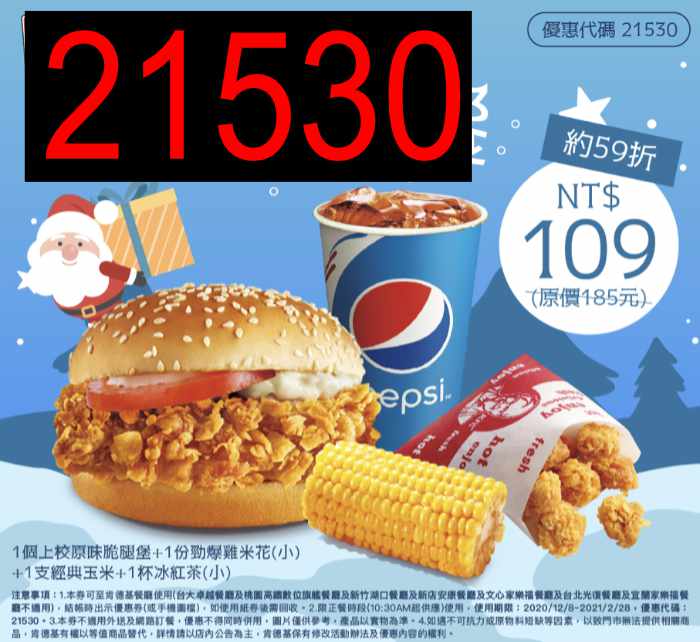 21530
優惠代碼 21530
約59折
NT$
109
(原價185元)
epsi
enjoy
fresh
hot
enjoy
hot
1個上校原味脆腿堡+1份勁爆雞米花(小)
+1支經典玉米+1杯冰紅茶(小)
注意事項：1.本券可至肯德基餐廳使用(台大卓越餐廳及桃園高鐵數位旗艦餐廳及新竹湖口餐廳及新店安康餐廳及文心家樂福餐廳及台北光復餐廳及宜蘭家樂福餐
廳不適用)，結帳時出示優惠券(或手機圖檔)，如使用紙券後需回收。2.限正餐時段(10:30AM起供應)使用，使用期限：2020/12/8~2021/2/28，優惠代碼：
21530。3.本券不適用外送及網路訂餐，優惠不得同時併用。圖片僅供參考，產品以實物為準。4.如遇不可抗力或原物料短缺等因素，以致門市無法提供相關商
品，肯德基有權以等值商品替代，詳情請以店內公告為主，肯德基保有修改活動辦法及優惠內容的權利。